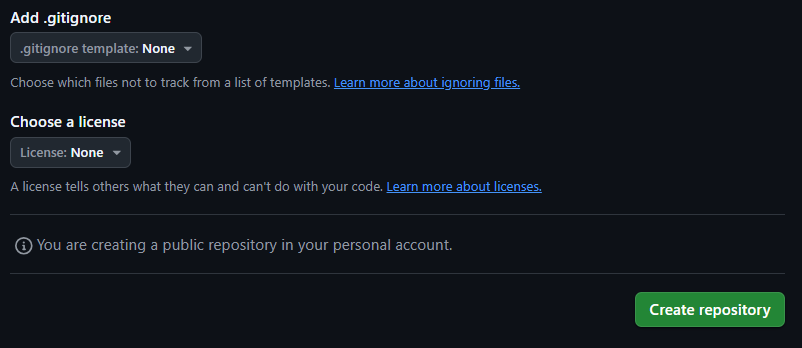 Add .gitignore
.gitignore template: None
Choose which files not to track from a list of templates. Learn more about ignoring files.
Choose a license
License: None
A license tells others what they can and can't do with your code. Learn more about licenses.
You are creating a public repository in your personal account.
Create repository